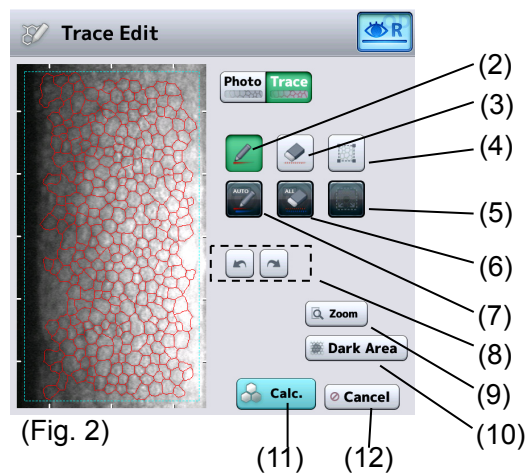 Trace Edit
R
Photo Trace
(2)
(3)
(4)
AUTO
ALL
(5)
(6)
(7)
(8)
Zoom
(9)
Dark Area
(10)
Calc.
Cancel
(Fig. 2)
(11)
(12)